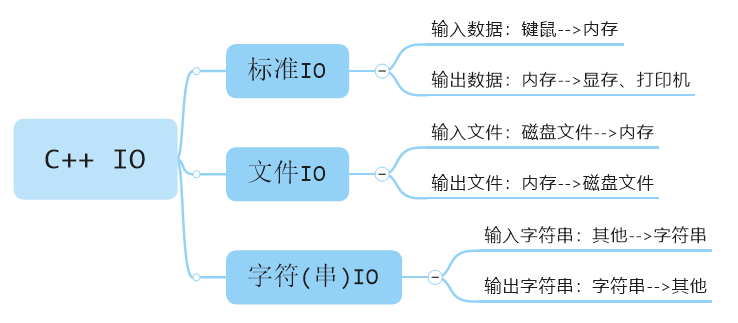 C++ IO
标准IO
输入数据：键鼠-->内存
输出数据：内存-->显存、打印机
文件IO
输入文件：磁盘文件-->内存
输出文件：内存-->磁盘文件
字符(串)IO
输入字符串：其他-->字符串
输出字符串：字符串-->其他